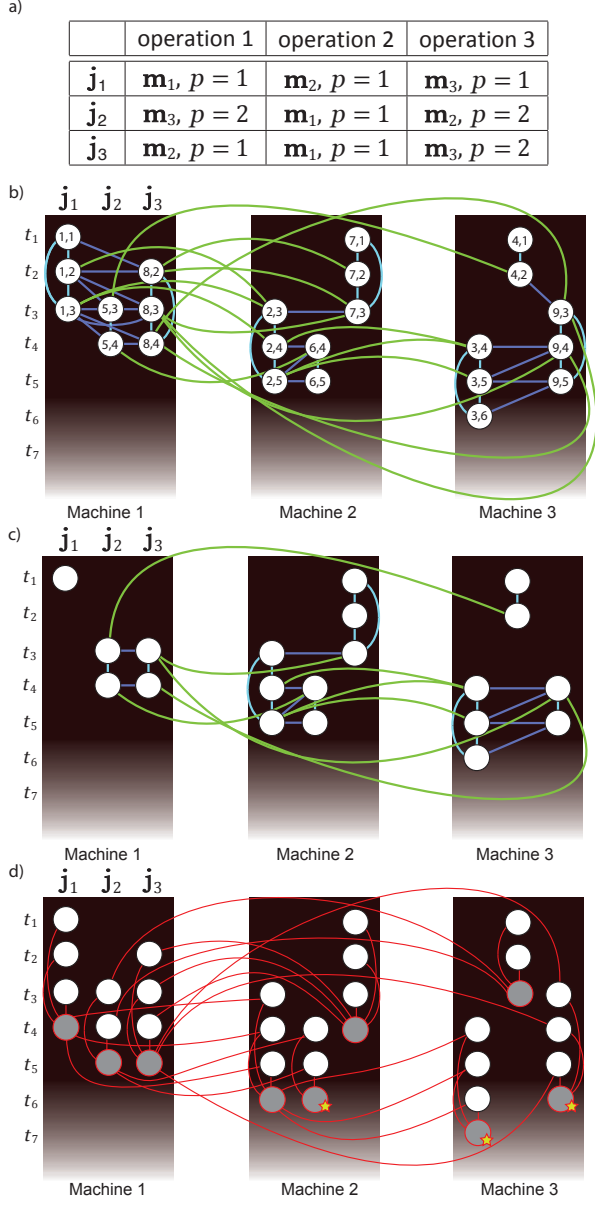 a)
operation 1 operation 2 operation 3
j₁ m₁, p = 1 m₂, p = 1 m₃, p = 1
j₂ m₃, p = 2 m₁, p = 1 m₂, p = 2
j₃ m₂, p = 1 m₁, p = 1 m₃, p = 2
b)
j₁ j₂ j₃
t₁ 1,1 7,1 4,1
t₂ 1,2 8,2 7,2 4,2
t₃ 1,3 5,3 8,3 2,3 7,3 9,3
t₄ 5,4 8,4 2,4 6,4 3,4 9,4
t₅ 2,5 6,5 3,5 9,5
t₆ 3,6
t₇
Machine 1 Machine 2 Machine 3
c)
j₁ j₂ j₃
t₁
t₂
t₃
t₄
t₅
t₆
t₇
Machine 1 Machine 2 Machine 3
d)
j₁ j₂ j₃
t₁
t₂
t₃
t₄
t₅
t₆
t₇
Machine 1 Machine 2 Machine 3